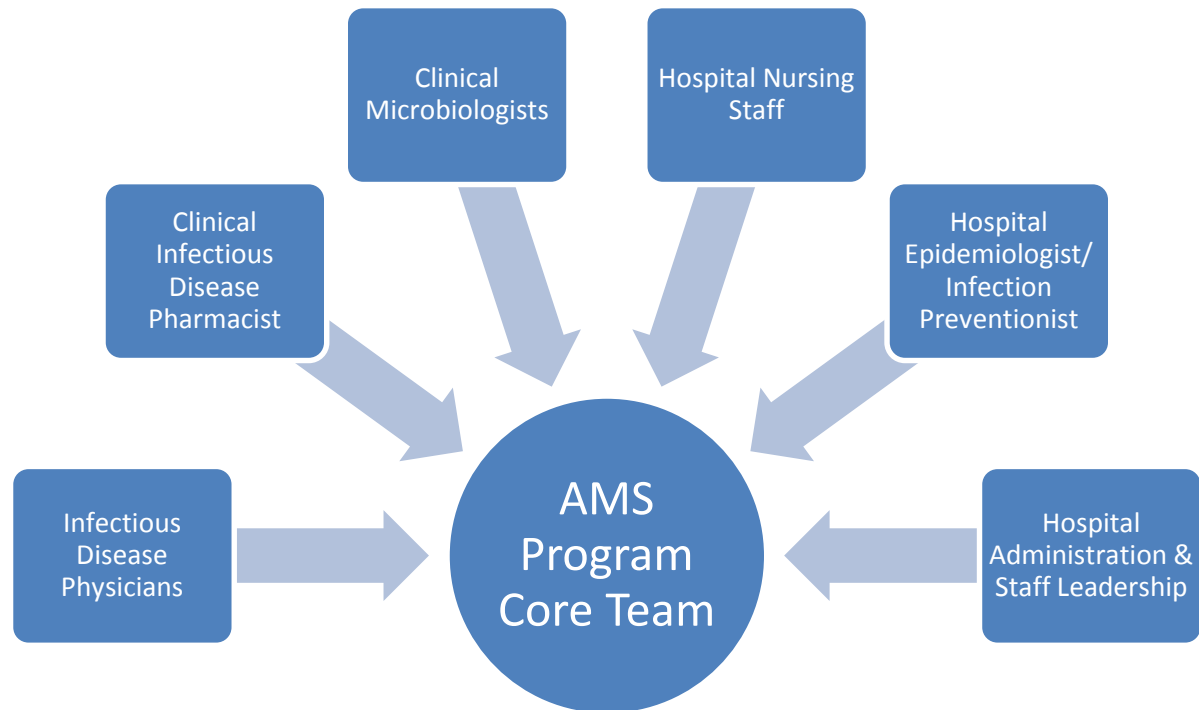 Clinical
Microbiologists
Hospital Nursing
Staff
Clinical
Infectious
Disease
Pharmacist
Hospital
Epidemiologist/
Infection
Preventionist
Infectious
Disease
Physicians
AMS
Program
Core Team
Hospital
Administration &
Staff Leadership